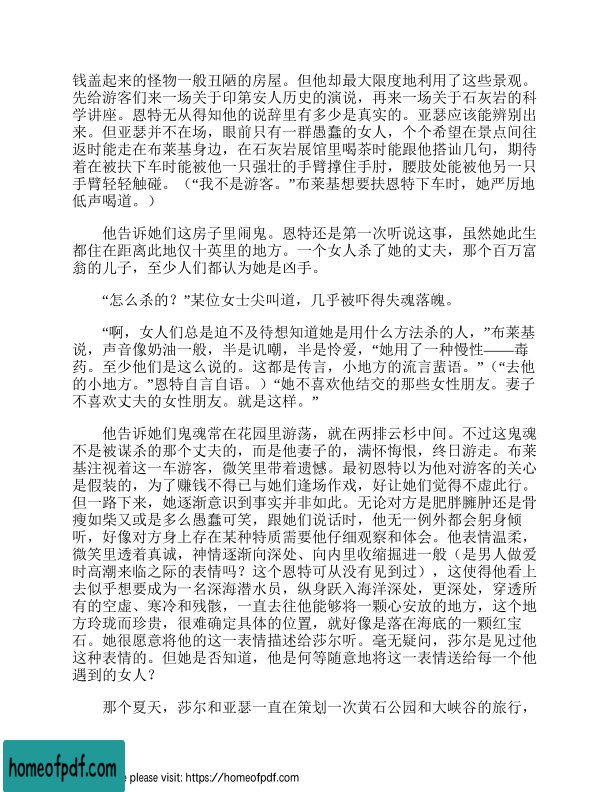 钱盖起来的怪物一般丑陋的房屋。但他却最大限度地利用了这些景观。
先给游客们来一场关于印第安人历史的演说，再来一场关于石灰岩的科
学讲座。恩特无从得知他的说辞里有多少是真实的。亚瑟应该能辨别出
来。但亚瑟并不在场，眼前只有一群愚蠢的女人，个个希望在景点间往
返时能走在布莱基身边，在石灰岩展馆里喝茶时能跟他搭讪几句，期待
着在被扶下车时能被他一只强壮的手臂撑住手肘，腰肢处能被他另一只
手臂轻轻触碰。（“我不是游客。”布莱基想要扶恩特下车时，她严厉地
低声喝道。）
他告诉她们这房子里闹鬼。恩特还是第一次听说这事，虽然她此生
都住在距离此地仅十英里的地方。一个女人杀了她的丈夫，那个百万富
翁的儿子，至少人们都认为她是凶手。
“怎么杀的？”某位女士尖叫道，几乎被吓得失魂落魄。
“啊，女人们总是迫不及待想知道她是用什么方法杀的人，”布莱基
说，声音像奶油一般，半是讥嘲，半是怜爱，“她用了一种慢性——毒
药。至少他们是这么说的。这都是传言，小地方的流言蜚语。”（“去他
的小地方。”恩特自言自语。）“她不喜欢他结交的那些女性朋友。妻子
不喜欢丈夫的女性朋友。就是这样。”
他告诉她们鬼魂常在花园里游荡，就在两排云杉中间。不过这鬼魂
不是被谋杀的那个丈夫的，而是他妻子的，满怀悔恨，终日游走。布莱
基注视着这一车游客，微笑里带着遗憾。最初恩特以为他对游客的关心
是假装的，为了赚钱不得已与她们逢场作戏，好让她们觉得不虚此行。
但一路下来，她逐渐意识到事实并非如此。无论对方是肥胖臃肿还是骨
瘦如柴又或是多么愚蠢可笑，跟她们说话时，他无一例外都会躬身倾
听，好像对方身上存在某种特质需要他仔细观察和体会。他表情温柔，
微笑里透着真诚，神情逐渐向深处、向内里收缩掘进一般（是男人做爱
时高潮来临之际的表情吗？这个恩特可从没有见到过），这使得他看上
去似乎想要成为一名深海潜水员，纵身跃入海洋深处，更深处，穿透所
有的空虚、寒冷和残骸，一直去往他能够将一颗心安放的地方，这个地
方玲珑而珍贵，很难确定具体的位置，就好像是落在海底的一颗红宝
石。她很愿意将他的这一表情描述给莎尔听。毫无疑问，莎尔是见过他
这种表情的。但她是否知道，他是何等随意地将这一表情送给每一个他
遇到的女人？
那个夏天，莎尔和亚瑟一直在策划一次黄石公园和大峡谷的旅行，
homeofpdf.com
e please visit: https://homeofpdf.com